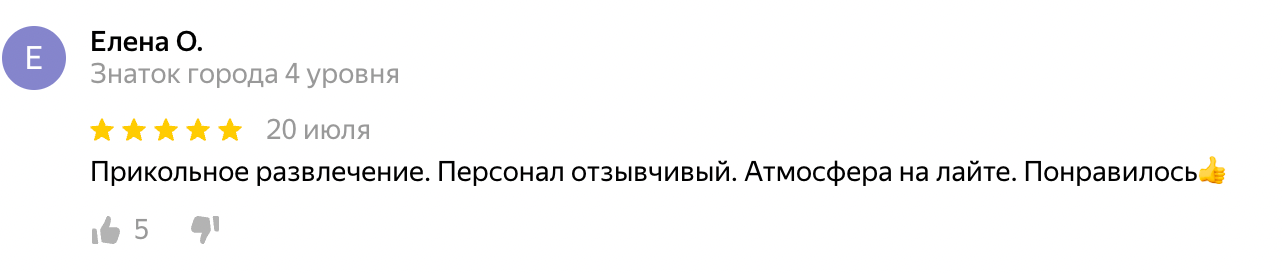 Е
Елена О.
Знаток города 4 уровня
20 июля
Прикольное развлечение. Персонал отзывчивый. Атмосфера на лайте. Понравилось👍
5